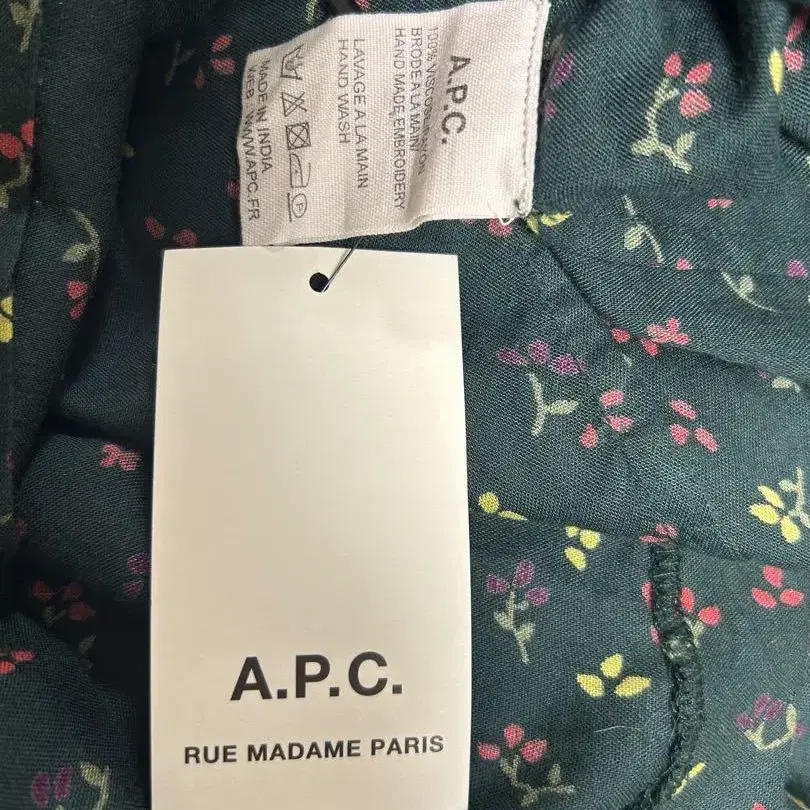 A.P.C.
100% VISCOSE/RAYON
BRODE A LA MAIN
HAND MADE EMBROIDERY
LAVAGE A LA MAIN
HAND WASH
P
MADE IN INDIA
WEB : WWW.APC.FR
A.P.C.
RUE MADAME PARIS